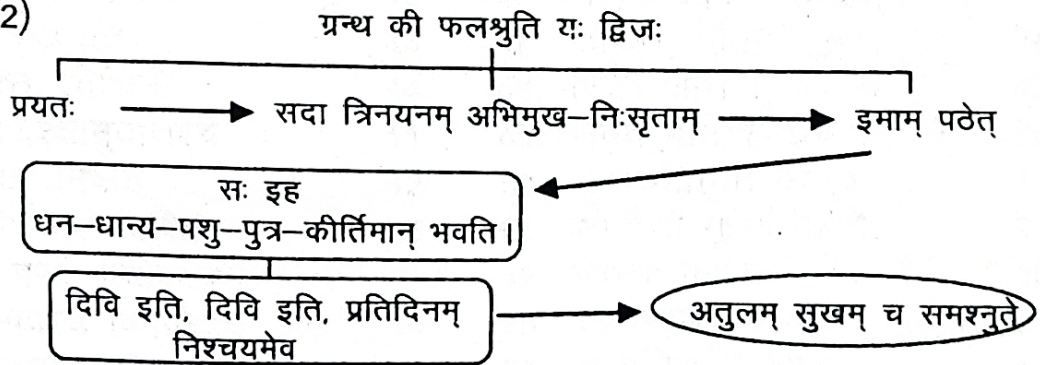 2)
ग्रन्थ की फलश्रुति यः द्विजः
प्रयतः सदा त्रिनयनम् अभिमुख–निःसृताम् इमाम् पठेत्
सः इह
धन–धान्य–पशु–पुत्र–कीर्तिमान् भवति।
दिवि इति, दिवि इति, प्रतिदिनम्
निश्चयमेव
अतुलम् सुखम् च समश्नुते